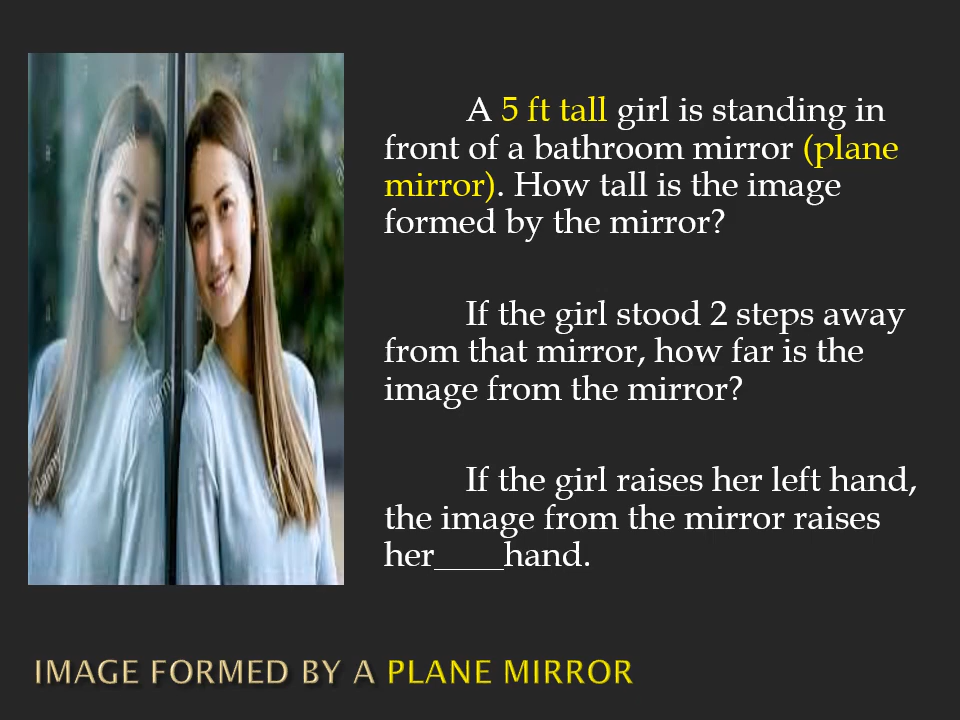 A 5 ft tall girl is standing in
front of a bathroom mirror (plane
mirror). How tall is the image
formed by the mirror?
If the girl stood 2 steps away
from that mirror, how far is the
image from the mirror?
If the girl raises her left hand,
the image from the mirror raises
her____hand.
IMAGE FORMED BY A PLANE MIRROR
alamy
alamy
alamy